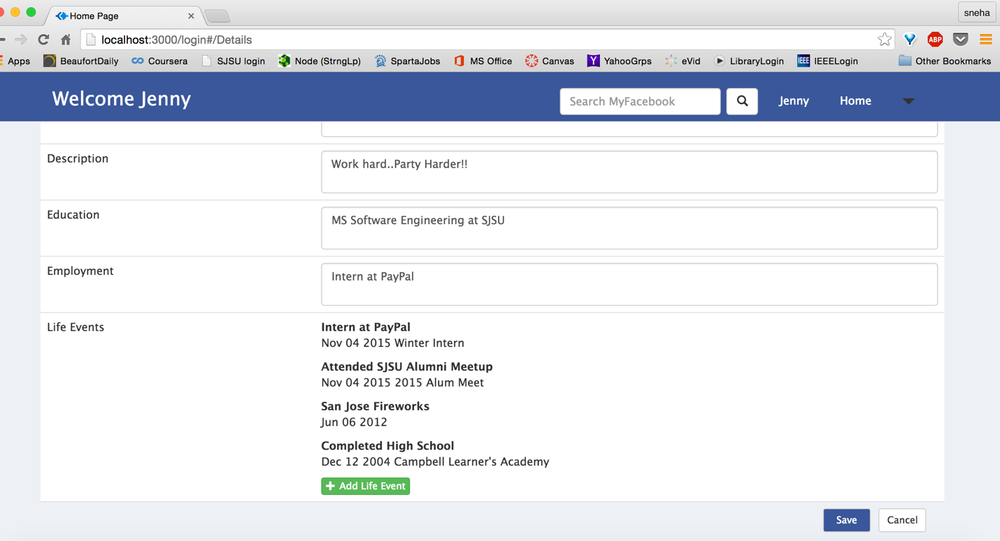 Home Page
sneha
localhost:3000/login#/Details
ABP
Apps BeaufortDaily Coursera SJSU login Node (StrngLp) SpartaJobs MS Office Canvas YahooGrps eVid LibraryLogin IEEELogin Other Bookmarks
Welcome Jenny
Search MyFacebook
Jenny
Home
Description
Work hard..Party Harder!!
Education
MS Software Engineering at SJSU
Employment
Intern at PayPal
Life Events
Intern at PayPal
Nov 04 2015 Winter Intern
Attended SJSU Alumni Meetup
Nov 04 2015 2015 Alum Meet
San Jose Fireworks
Jun 06 2012
Completed High School
Dec 12 2004 Campbell Learner's Academy
Add Life Event
Save
Cancel